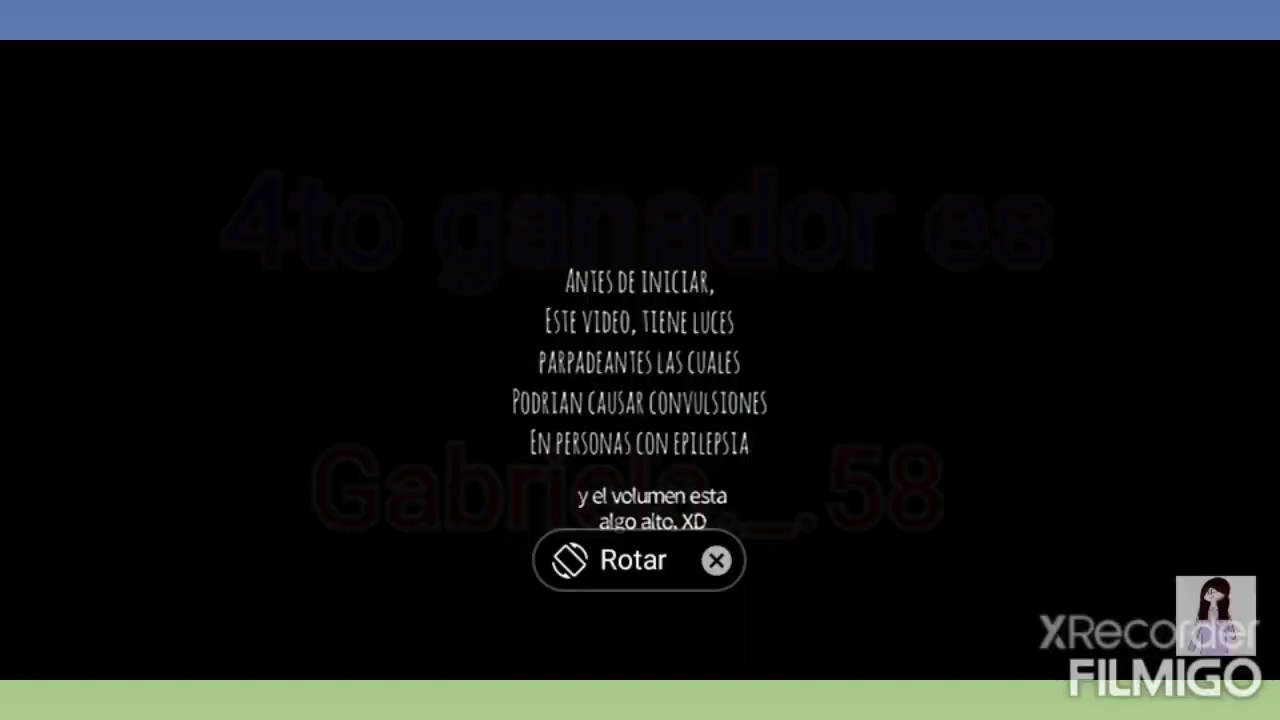 4to ganador es
ANTES DE INICIAR,
ESTE VIDEO, TIENE LUCES
PARPADEANTES LAS CUALES
PODRIAN CAUSAR CONVULSIONES
EN PERSONAS CON EPILEPSIA
y el volumen esta
algo alto, XD
Rotar
XRecorder
FILMIGO